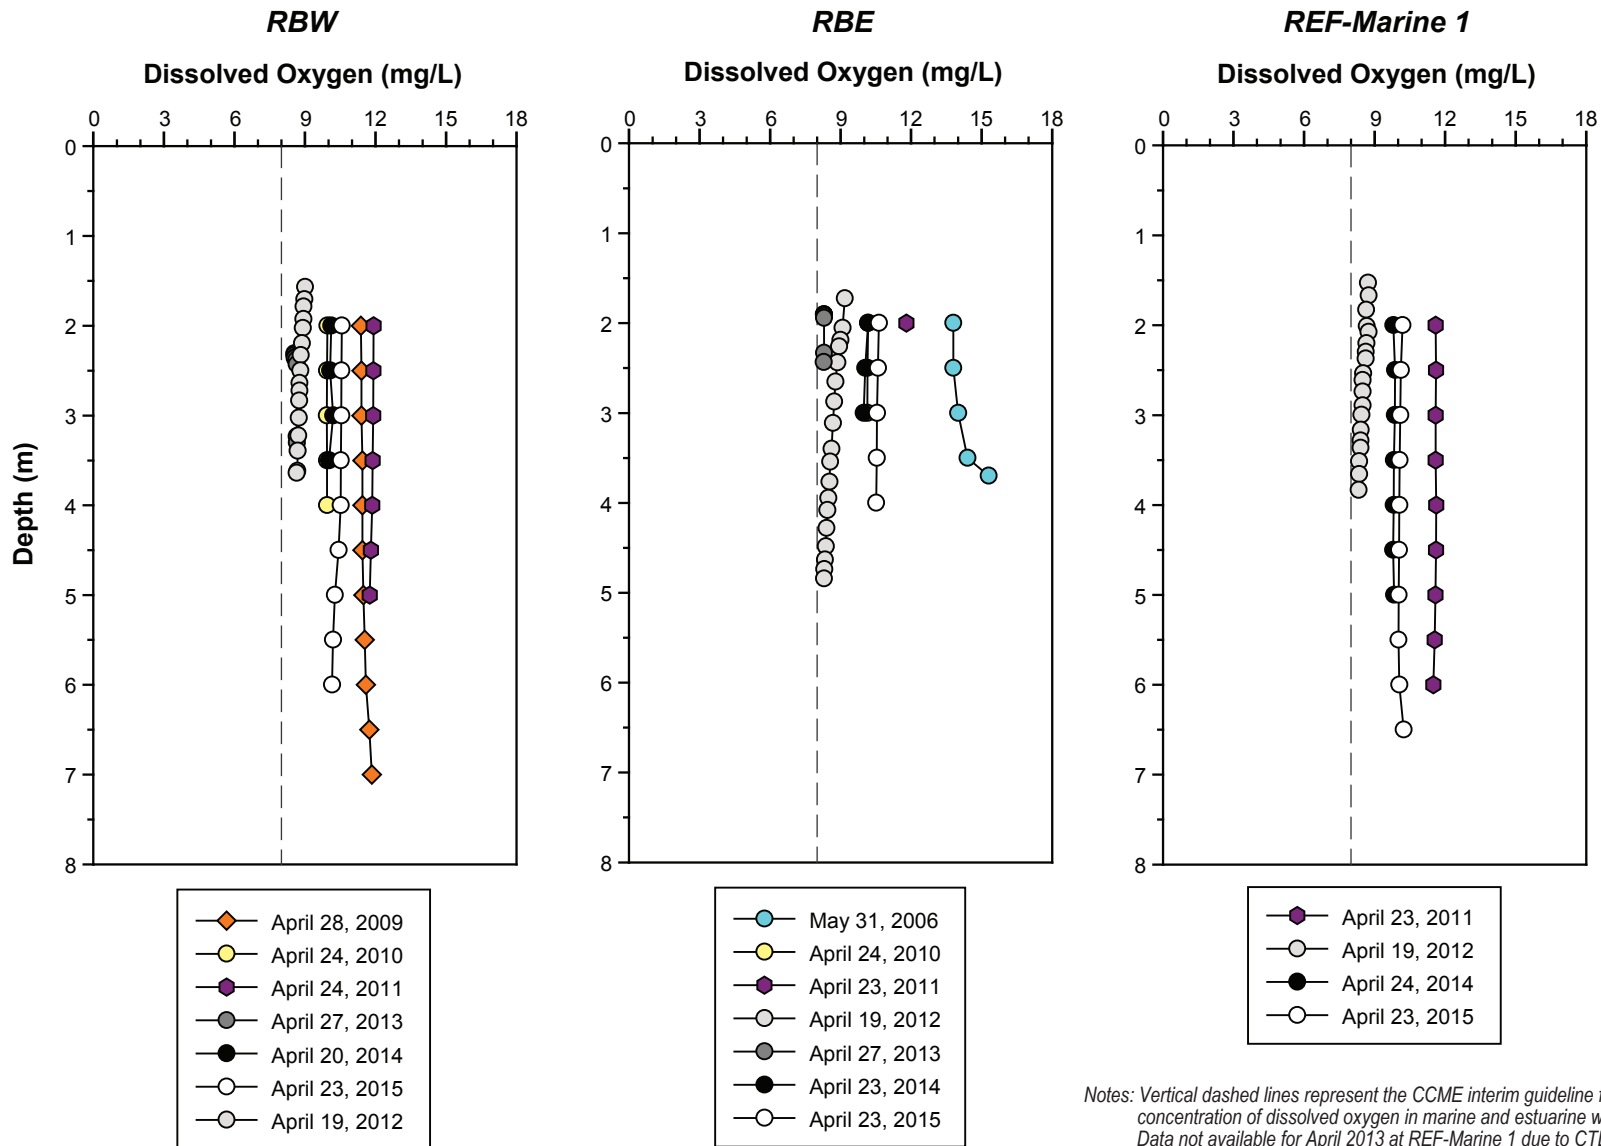 RBW
Dissolved Oxygen (mg/L)
0 3 6 9 12 15 18
Depth (m)
0
1
2
3
4
5
6
7
8
April 28, 2009
April 24, 2010
April 24, 2011
April 27, 2013
April 20, 2014
April 23, 2015
April 19, 2012
RBE
Dissolved Oxygen (mg/L)
0 3 6 9 12 15 18
0
1
2
3
4
5
6
7
8
May 31, 2006
April 24, 2010
April 23, 2011
April 19, 2012
April 27, 2013
April 23, 2014
April 23, 2015
REF-Marine 1
Dissolved Oxygen (mg/L)
0 3 6 9 12 15 18
0
1
2
3
4
5
6
7
8
April 23, 2011
April 19, 2012
April 24, 2014
April 23, 2015
Notes: Vertical dashed lines represent the CCME interim guideline
concentration of dissolved oxygen in marine and estuarine
Data not available for April 2013 at REF-Marine 1 due to